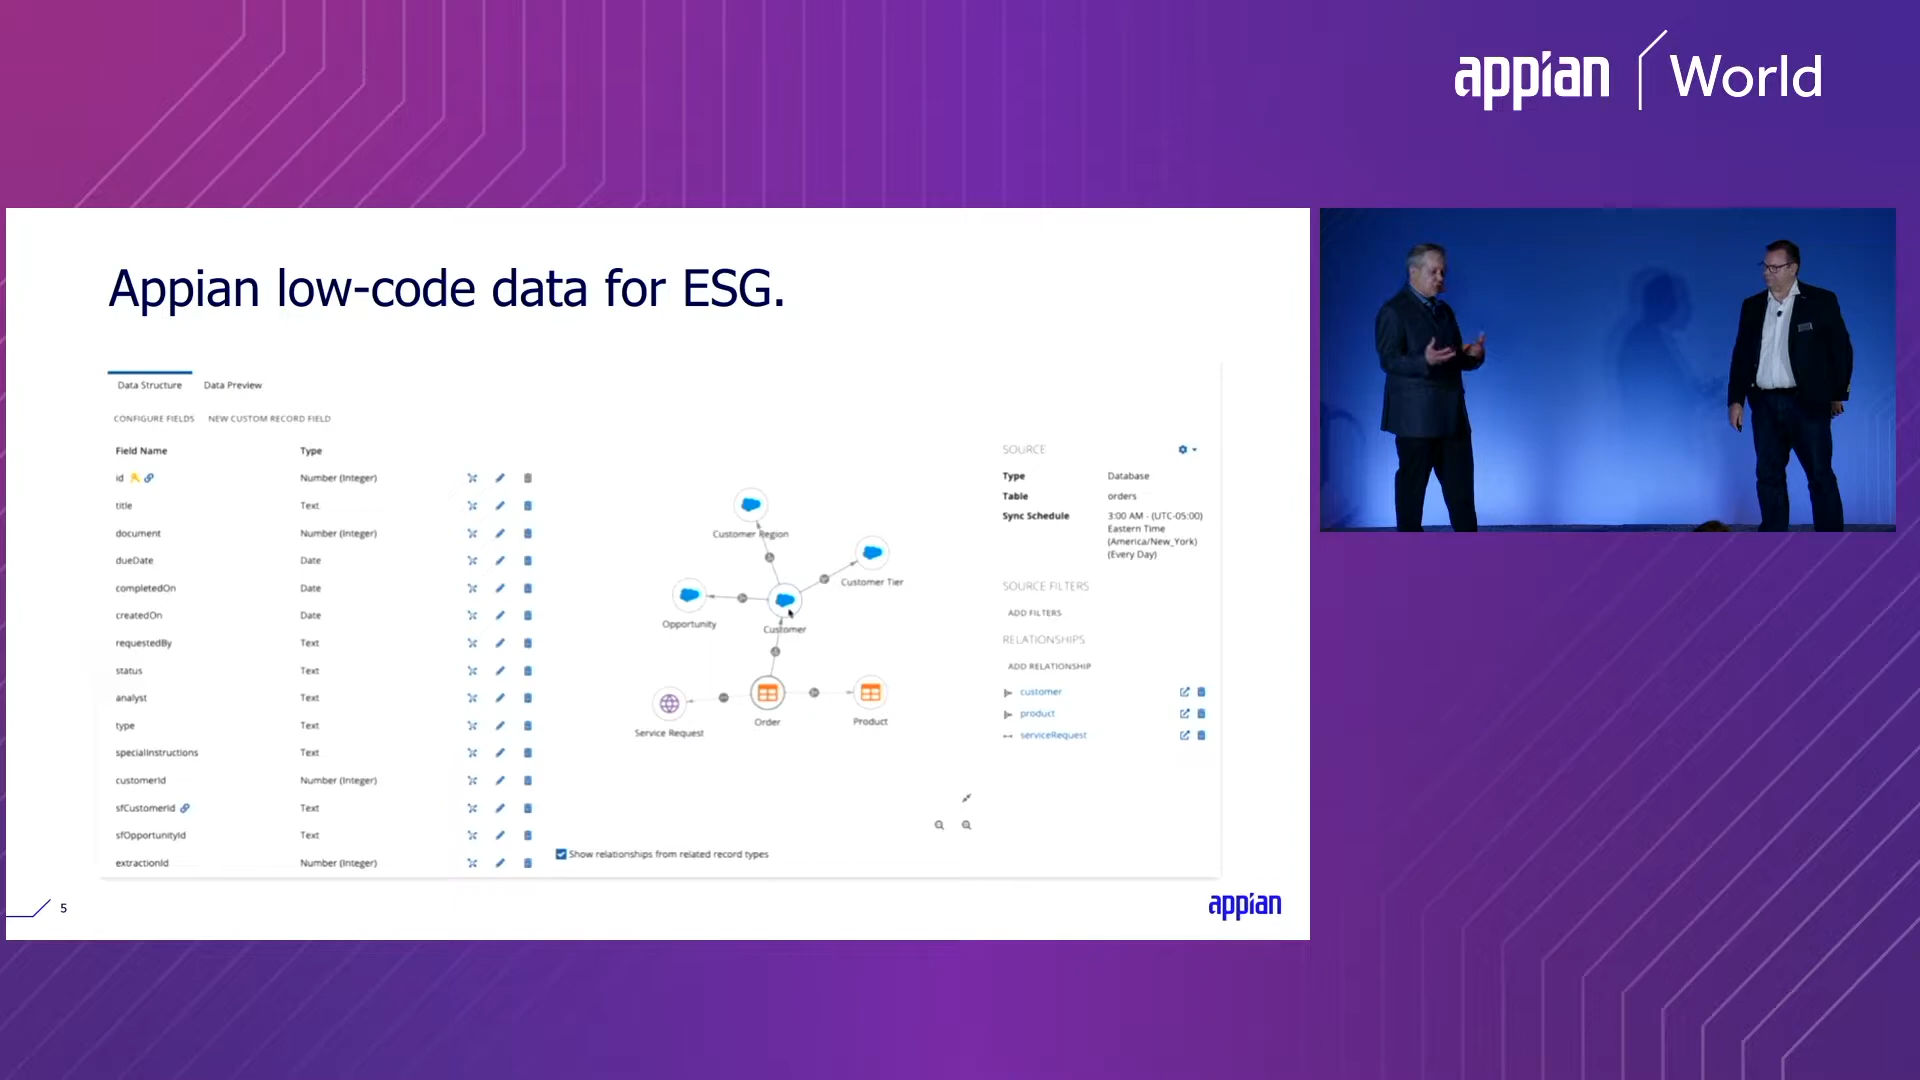 appian World
Appian low-code data for ESG.
Data Structure Data Preview
CONFIGURE FIELDS NEW CUSTOM RECORD FIELD
Field Name Type
id Number (Integer)
title Text
document Number (Integer)
dueDate Date
completedOn Date
createdOn Date
requestedBy Text
status Text
analyst Text
type Text
specialInstructions Text
customerId Number (Integer)
sfCustomerId Text
sfOpportunityId Text
extractionId Number (Integer)
Customer Region
Customer Tier
Opportunity
Customer
Service Request
Order
Product
Show relationships from related record types
SOURCE
Type Database
Table orders
Sync Schedule 3:00 AM - (UTC-05:00)
Eastern Time
(America/New_York)
(Every Day)
SOURCE FILTERS
ADD FILTERS
RELATIONSHIPS
ADD RELATIONSHIP
customer
product
serviceRequest
5
appian